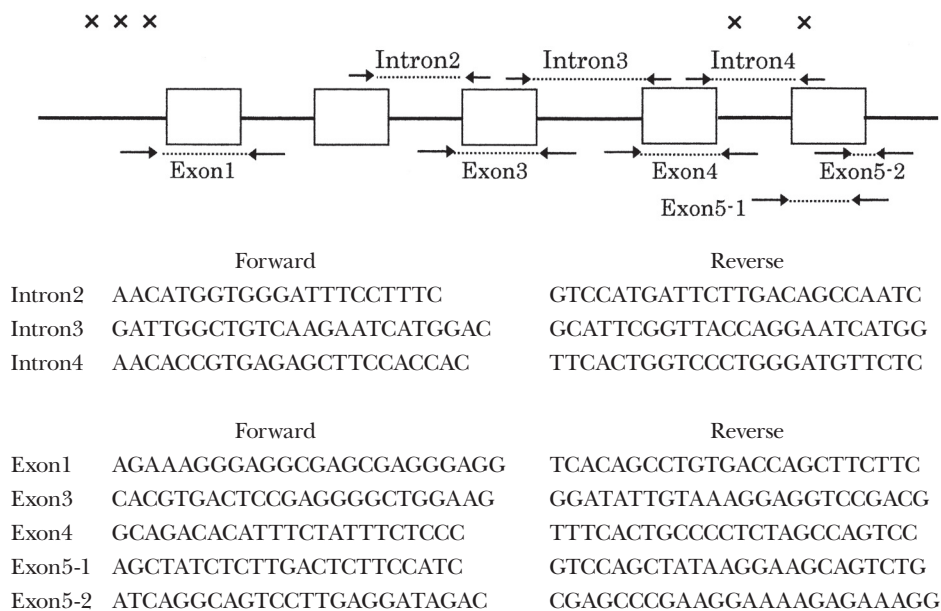 × × × × ×
Intron2 Intron3 Intron4
Exon1 Exon3 Exon4 Exon5-2
Exon5-1
Forward Reverse
Intron2 AACATGGTGGGATTTCCTTTC GTCCATGATTCTTGACAGCCAATC
Intron3 GATTGGCTGTCAAGAATCATGGAC GCATTCGGTTACCAGGAATCATGG
Intron4 AACACCGTGAGAGCTTCCACCAC TTCACTGGTCCCTGGGATGTTCTC
Forward Reverse
Exon1 AGAAAGGGAGGCGAGCGAGGGAGG TCACAGCCTGTGACCAGCTTCTTC
Exon3 CACGTGACTCCGAGGGGCTGGAAG GGATATTGTAAAGGAGGTCCGACG
Exon4 GCAGACACATTTCTATTTCTCCC TTTCACTGCCCCTCTAGCCAGTCC
Exon5-1 AGCTATCTCTTGACTCTTCCATC GTCCAGCTATAAGGAAGCAGTCTG
Exon5-2 ATCAGGCAGTCCTTGAGGATAGAC CGAGCCCGAAGGAAAAGAGAAAGG